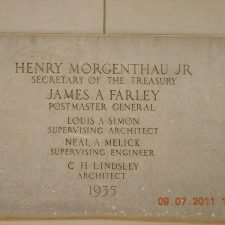 HENRY MORGENTHAU JR
SECRETARY OF THE TREASURY
JAMES A FARLEY
POSTMASTER GENERAL
LOUIS A SIMON
SUPERVISING ARCHITECT
NEAL A MELICK
SUPERVISING ENGINEER
C H LINDSLEY
ARCHITECT
1935
09.07.2011